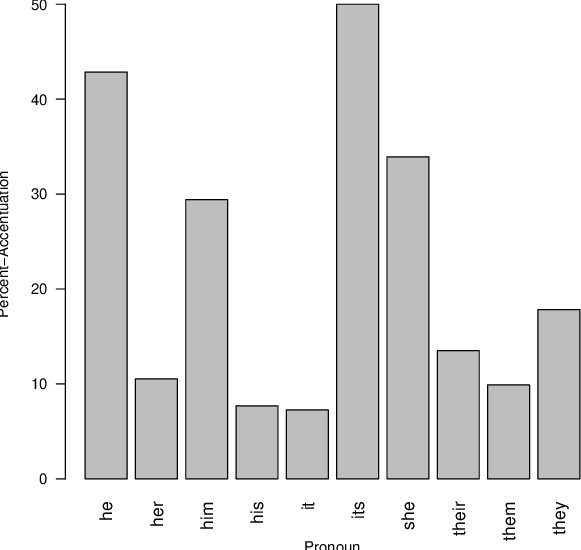 Percent–Accentuation
50
40
30
20
10
0
he
her
him
his
it
its
she
their
them
they
Pronoun